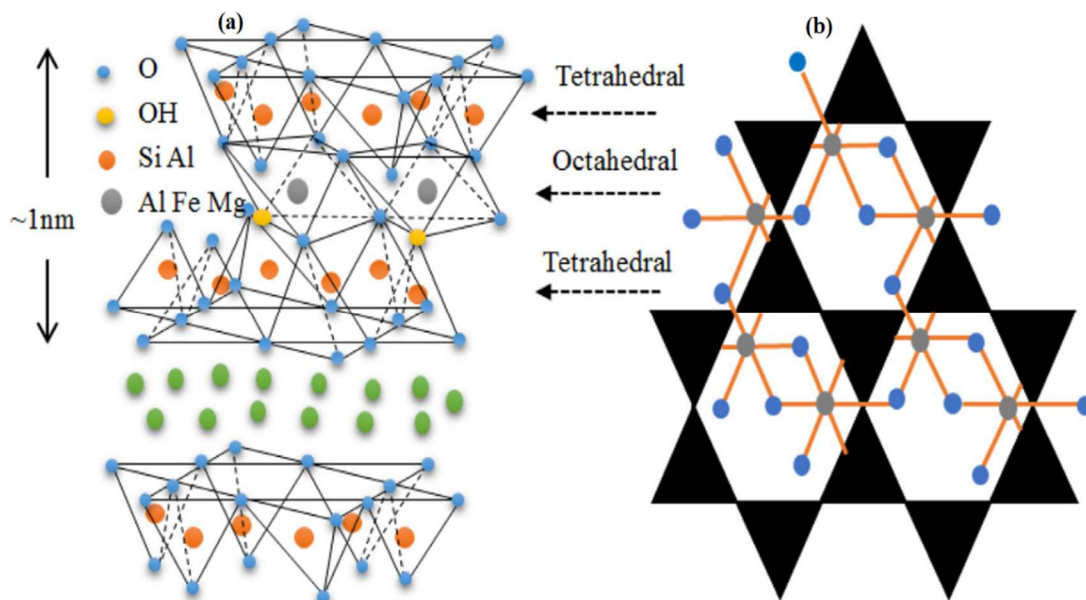 (a)
(b)
O
OH
Si Al
Al Fe Mg
~1nm
Tetrahedral
Octahedral
Tetrahedral